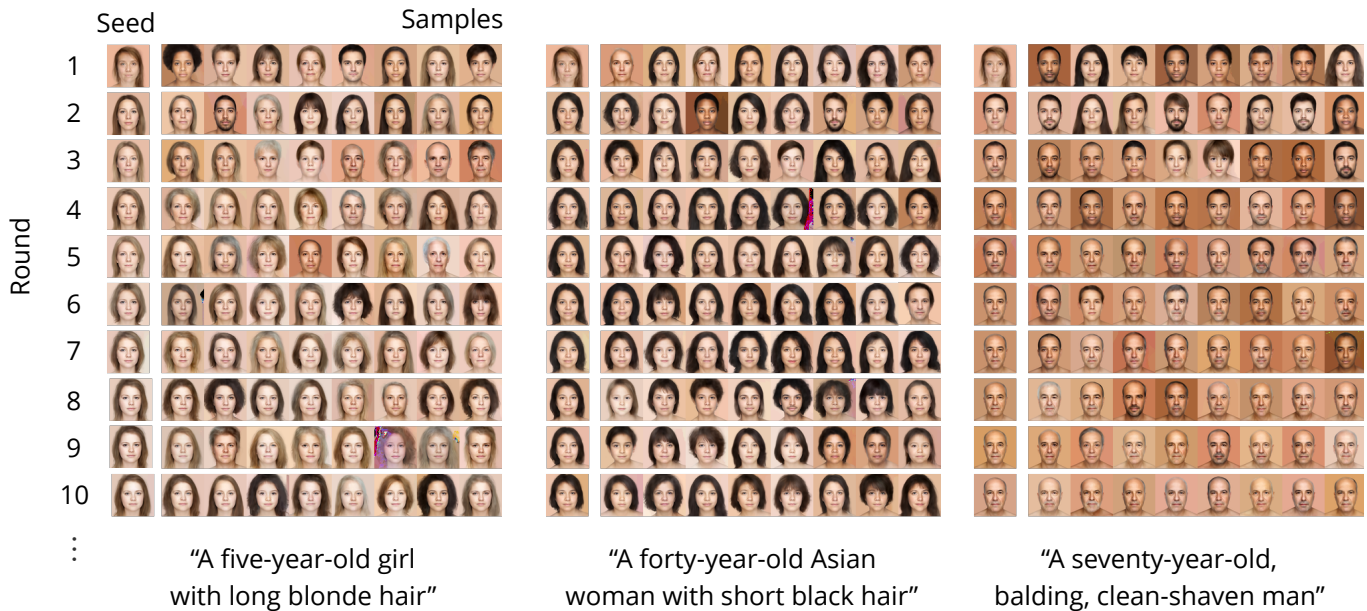 Seed
Samples
Round
1
2
3
4
5
6
7
8
9
10
⋮
“A five-year-old girl
with long blonde hair”
“A forty-year-old Asian
woman with short black hair”
“A seventy-year-old,
balding, clean-shaven man”